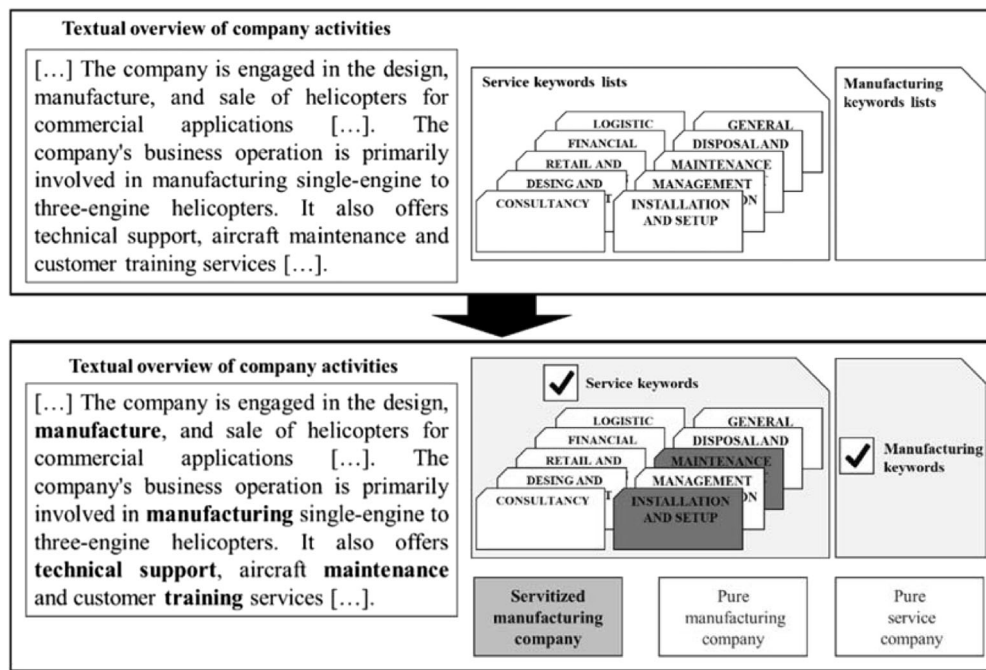 Textual overview of company activities
[…] The company is engaged in the design,
manufacture, and sale of helicopters for
commercial applications […]. The
company's business operation is primarily
involved in manufacturing single-engine to
three-engine helicopters. It also offers
technical support, aircraft maintenance and
customer training services […].
Service keywords lists
LOGISTIC
FINANCIAL
RETAIL AND
DESING AND
CONSULTANCY
GENERAL
DISPOSAL AND
MAINTENANCE
MANAGEMENT
INSTALLATION
AND SETUP
Manufacturing
keywords lists
Textual overview of company activities
[…] The company is engaged in the design,
manufacture, and sale of helicopters for
commercial applications […]. The
company's business operation is primarily
involved in manufacturing single-engine to
three-engine helicopters. It also offers
technical support, aircraft maintenance
and customer training services […].
Service keywords
LOGISTIC
FINANCIAL
RETAIL AND
DESING AND
CONSULTANCY
GENERAL
DISPOSAL AND
MAINTENANCE
MANAGEMENT
INSTALLATION
AND SETUP
Manufacturing
keywords
Servitized
manufacturing
company
Pure
manufacturing
company
Pure
service
company